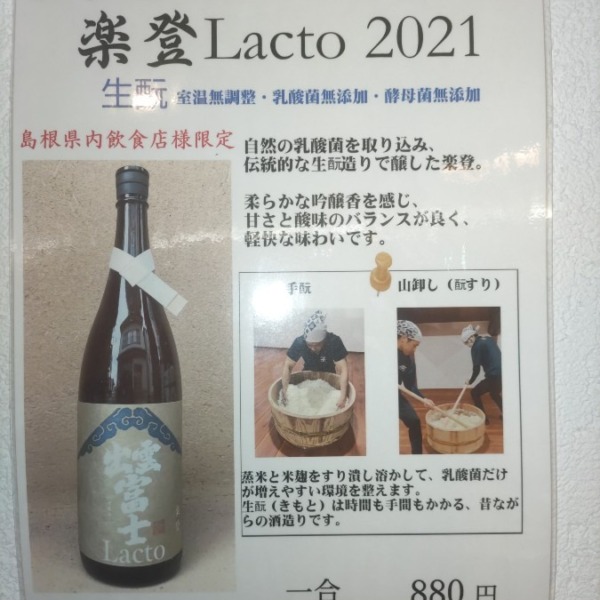 楽登Lacto 2021
生酛 室温無調整・乳酸菌無添加・酵母菌無添加
島根県内飲食店様限定
自然の乳酸菌を取り込み、
伝統的な生酛造りで醸した楽登。
柔らかな吟醸香を感じ、
甘さと酸味のバランスが良く、
軽快な味わいです。
手酛
山卸し（酛すり）
出雲富士
Lacto
蒸米と米麹をすり潰し溶かして、乳酸菌だけ
が増えやすい環境を整えます。
生酛（きもと）は時間も手間もかかる、昔なが
らの酒造りです。
一合 880 円